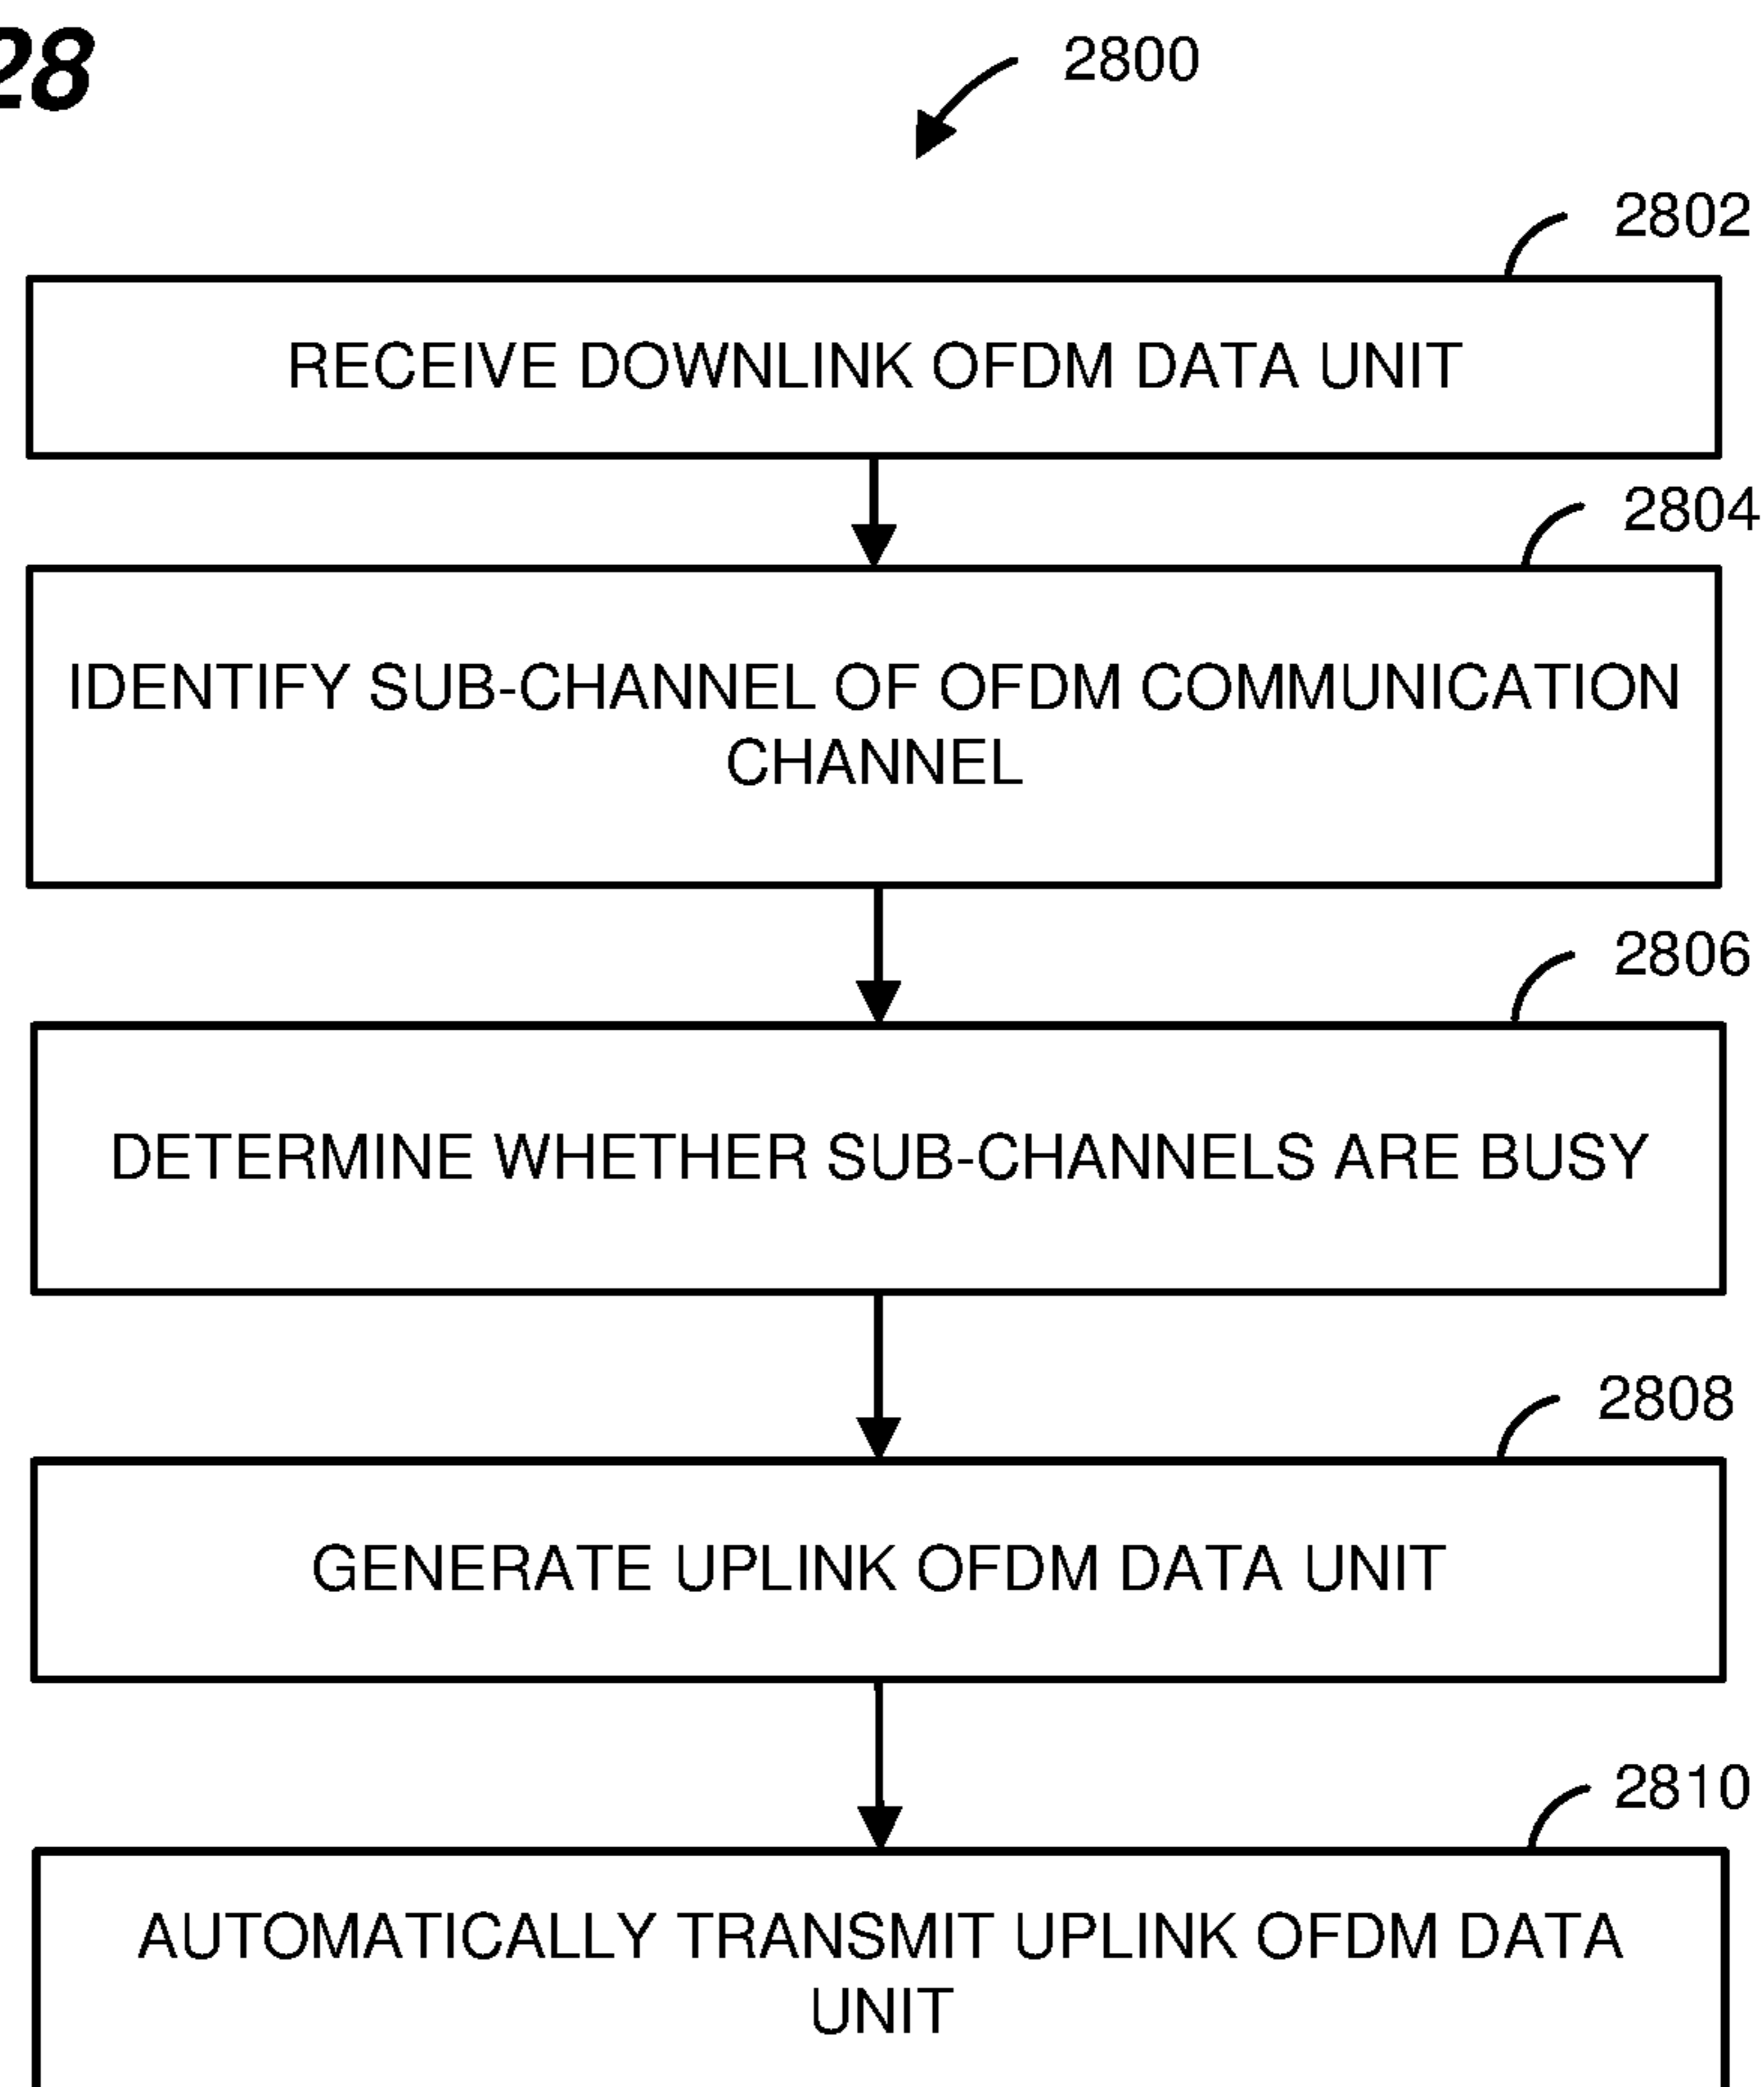 28
2800
2802
RECEIVE DOWNLINK OFDM DATA UNIT
2804
IDENTIFY SUB-CHANNEL OF OFDM COMMUNICATION
CHANNEL
2806
DETERMINE WHETHER SUB-CHANNELS ARE BUSY
2808
GENERATE UPLINK OFDM DATA UNIT
2810
AUTOMATICALLY TRANSMIT UPLINK OFDM DATA
UNIT